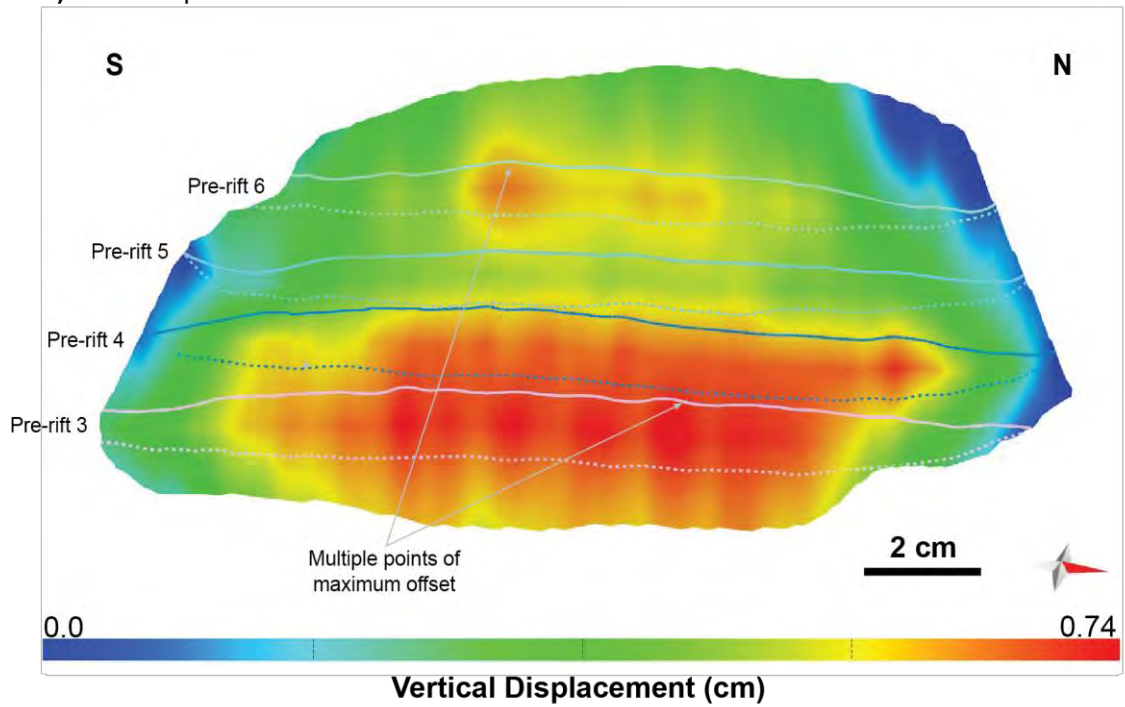 S
N
Pre-rift 6
Pre-rift 5
Pre-rift 4
Pre-rift 3
Multiple points of
maximum offset
2 cm
0.0
0.74
Vertical Displacement (cm)